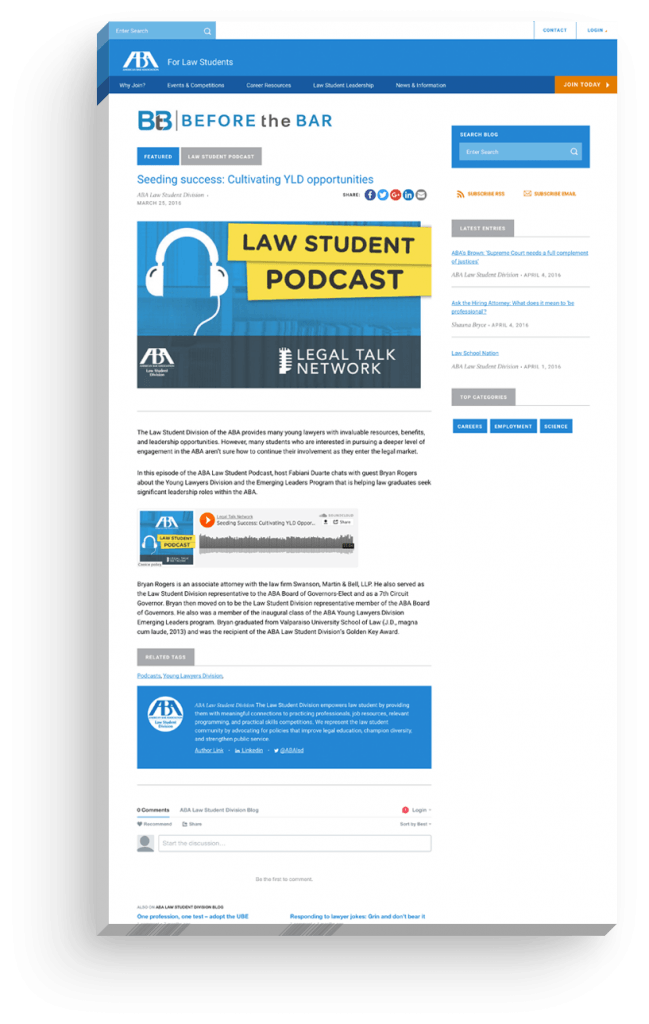 Enter Search
CONTACT
LOGIN
ABA
AMERICAN BAR ASSOCIATION
For Law Students
Why Join?
Events & Competitions
Career Resources
Law Student Leadership
News & Information
JOIN TODAY
BtB BEFORE the BAR
FEATURED
LAW STUDENT PODCAST
Seeding success: Cultivating YLD opportunities
ABA Law Student Division -
MARCH 25, 2016
SHARE:
LAW STUDENT
PODCAST
ABA
Law Student
Division
LEGAL TALK
NETWORK
The Law Student Division of the ABA provides many young lawyers with invaluable resources, benefits,
and leadership opportunities. However, many students who are interested in pursuing a deeper level of
engagement in the ABA aren't sure how to continue their involvement as they enter the legal market.
In this episode of the ABA Law Student Podcast, host Fabiani Duarte chats with guest Bryan Rogers
about the Young Lawyers Division and the Emerging Leaders Program that is helping law graduates seek
significant leadership roles within the ABA.
ABA
LAW STUDENT
PODCAST
LEGAL TALK
NETWORK
Cookie policy
Legal Talk Network
Seeding Success: Cultivating YLD Oppor...
SOUNDCLOUD
Share
Bryan Rogers is an associate attorney with the law firm Swanson, Martin & Bell, LLP. He also served as
the Law Student Division representative to the ABA Board of Governors-Elect and as a 7th Circuit
Governor. Bryan then moved on to be the Law Student Division representative member of the ABA Board
of Governors. He also was a member of the inaugural class of the ABA Young Lawyers Division
Emerging Leaders program. Bryan graduated from Valparaiso University School of Law (J.D., magna
cum laude, 2013) and was the recipient of the ABA Law Student Division's Golden Key Award.
RELATED TAGS
Podcasts, Young Lawyers Division,
ABA
AMERICAN BAR ASSOCIATION
Law Student
Division
ABA Law Student Division The Law Student Division empowers law student by providing
them with meaningful connections to practicing professionals, job resources, relevant
programming, and practical skills competitions. We represent the law student
community by advocating for policies that improve legal education, champion diversity,
and strengthen public service.
Author Link
LinkedIn
@ABAlsd
0 Comments
ABA Law Student Division Blog
Login
Recommend
Share
Sort by Best
Start the discussion...
Be the first to comment.
ALSO ON ABA LAW STUDENT DIVISION BLOG
One profession, one test – adopt the UBE
Responding to lawyer jokes: Grin and don't bear it
SEARCH BLOG
Enter Search
SUBSCRIBE RSS
SUBSCRIBE EMAIL
LATEST ENTRIES
ABA's Brown: 'Supreme Court needs a full complement
of justices'
ABA Law Student Division - APRIL 4, 2016
Ask the Hiring Attorney: What does it mean to 'be
professional'?
Shauna Bryce - APRIL 4, 2016
Law School Nation
ABA Law Student Division - APRIL 1, 2016
TOP CATEGORIES
CAREERS
EMPLOYMENT
SCIENCE